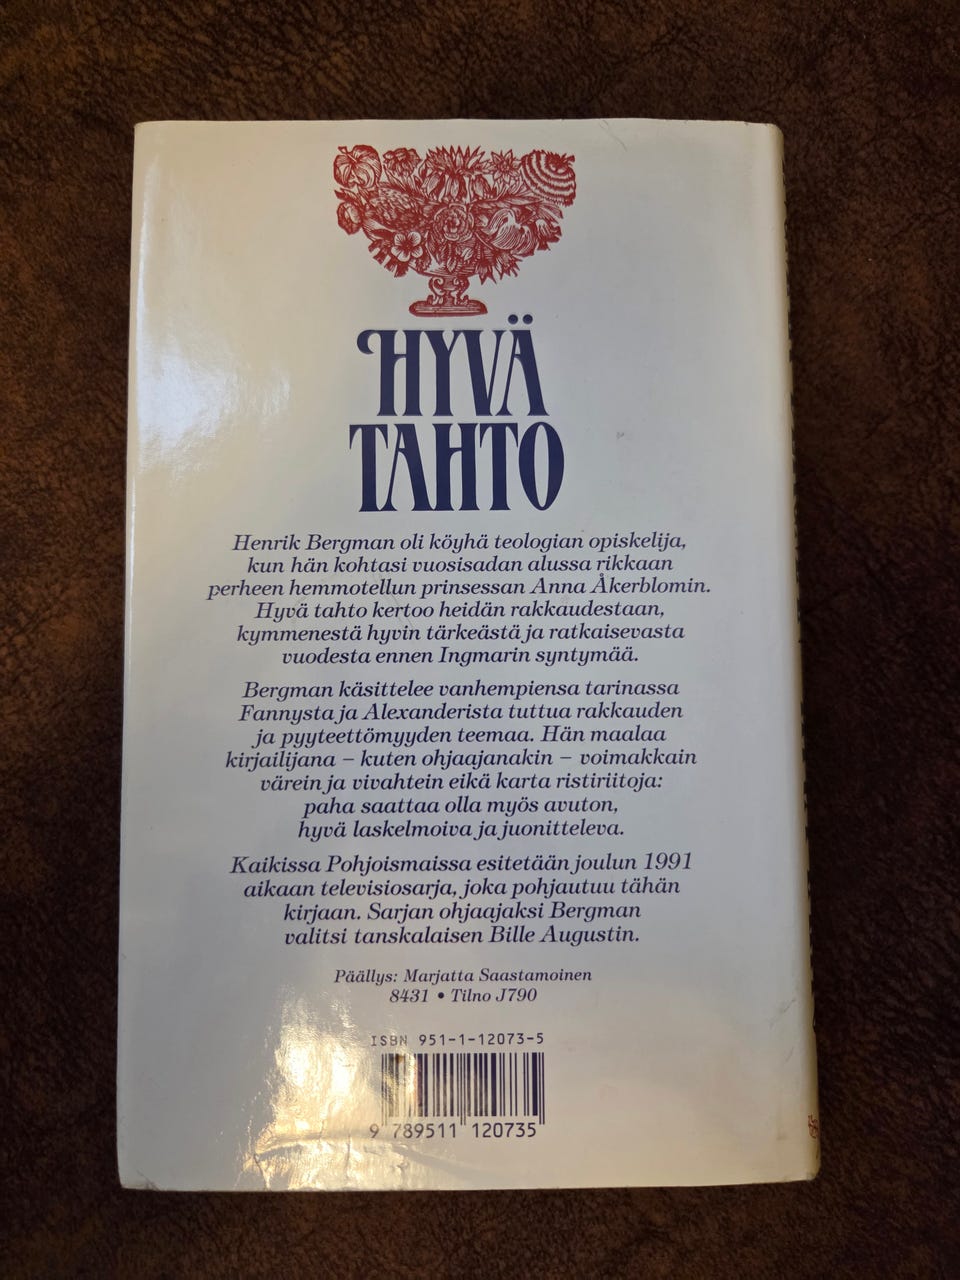 HYVÄ
TAHTO
Henrik Bergman oli köyhä teologian opiskelija,
kun hän kohtasi vuosisadan alussa rikkaan
perheen hemmotellun prinsessan Anna Åkerblomin.
Hyvä tahto kertoo heidän rakkaudestaan,
kymmenestä hyvin tärkeästä ja ratkaisevasta
vuodesta ennen Ingmarin syntymää.
Bergman käsittelee vanhempiensa tarinassa
Fannysta ja Alexanderista tuttua rakkauden
ja pyyteettömyyden teemaa. Hän maalaa
kirjailijana – kuten ohjaajanakin – voimakkain
värein ja vivahtein eikä karta ristiriitoja:
paha saattaa olla myös avuton,
hyvä laskelmoiva ja juonitteleva.
Kaikissa Pohjoismaissa esitetään joulun 1991
aikaan televisiosarja, joka pohjautuu tähän
kirjaan. Sarjan ohjaajaksi Bergman
valitsi tanskalaisen Bille Augustin.
Päällys: Marjatta Saastamoinen
8431 • Tilno J790
ISBN 951-1-12073-5
9 789511 120735